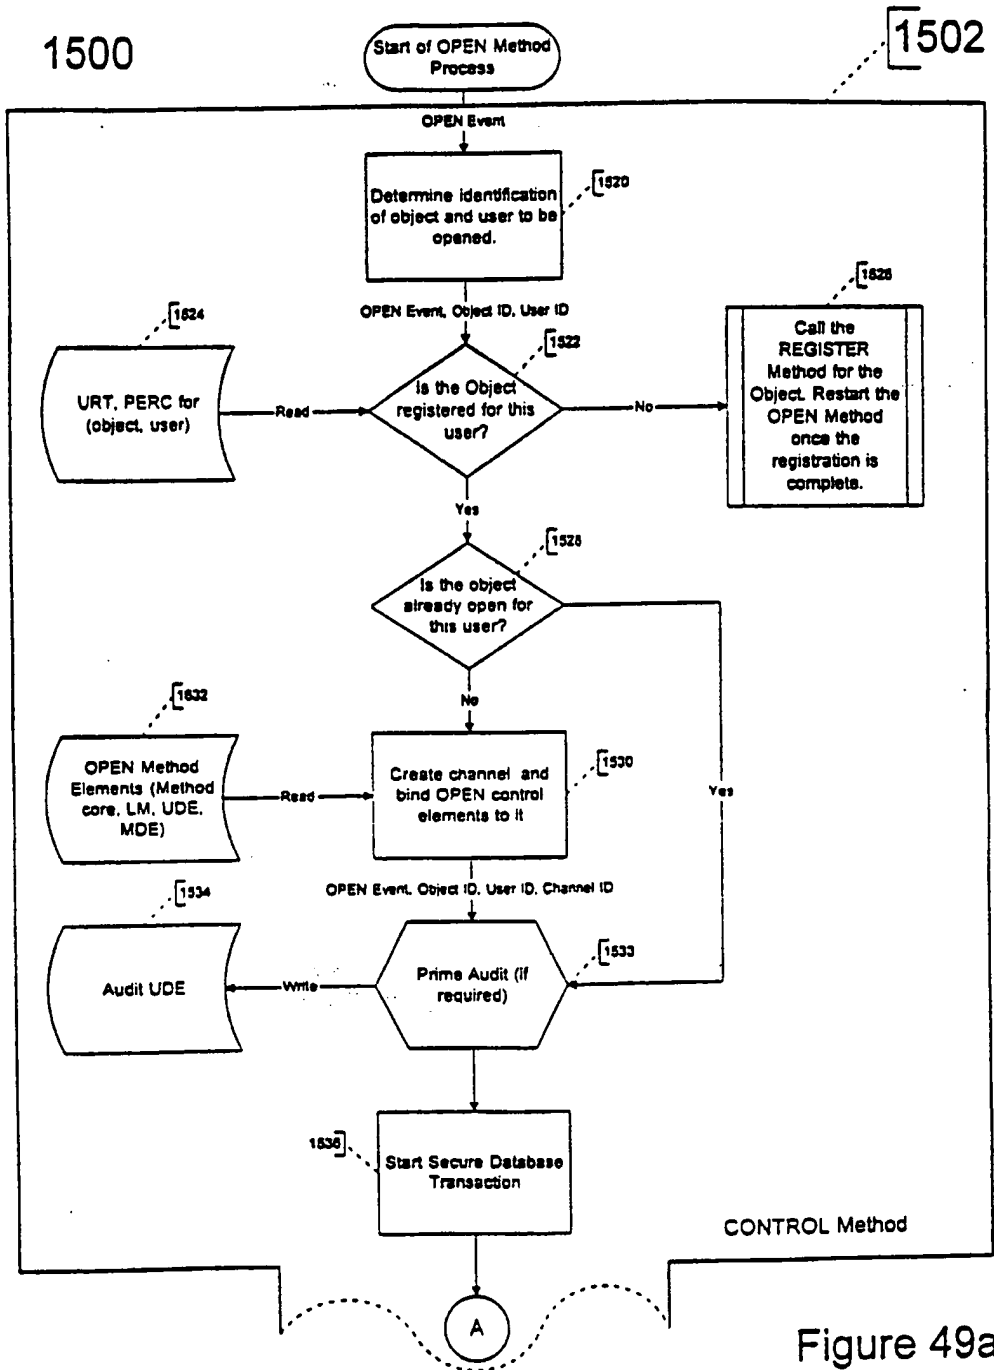 1500
Start of OPEN Method
Process
1502
OPEN Event
Determine identification
of object and user to be
opened.
1520
OPEN Event, Object ID, User ID
1524
URT, PERC for
(object, user)
Read
1522
Is the Object
registered for this
user?
No
1526
Call the
REGISTER
Method for the
Object. Restart the
OPEN Method
once the
registration is
complete.
Yes
1528
Is the object
already open for
this user?
Yes
No
1532
OPEN Method
Elements (Method
core, LM, UDE,
MDE)
Read
Create channel and
bind OPEN control
elements to it
1530
OPEN Event, Object ID, User ID, Channel ID
1534
Audit UDE
Write
Prime Audit (if
required)
1533
1536
Start Secure Database
Transaction
CONTROL Method
A
Figure 49a